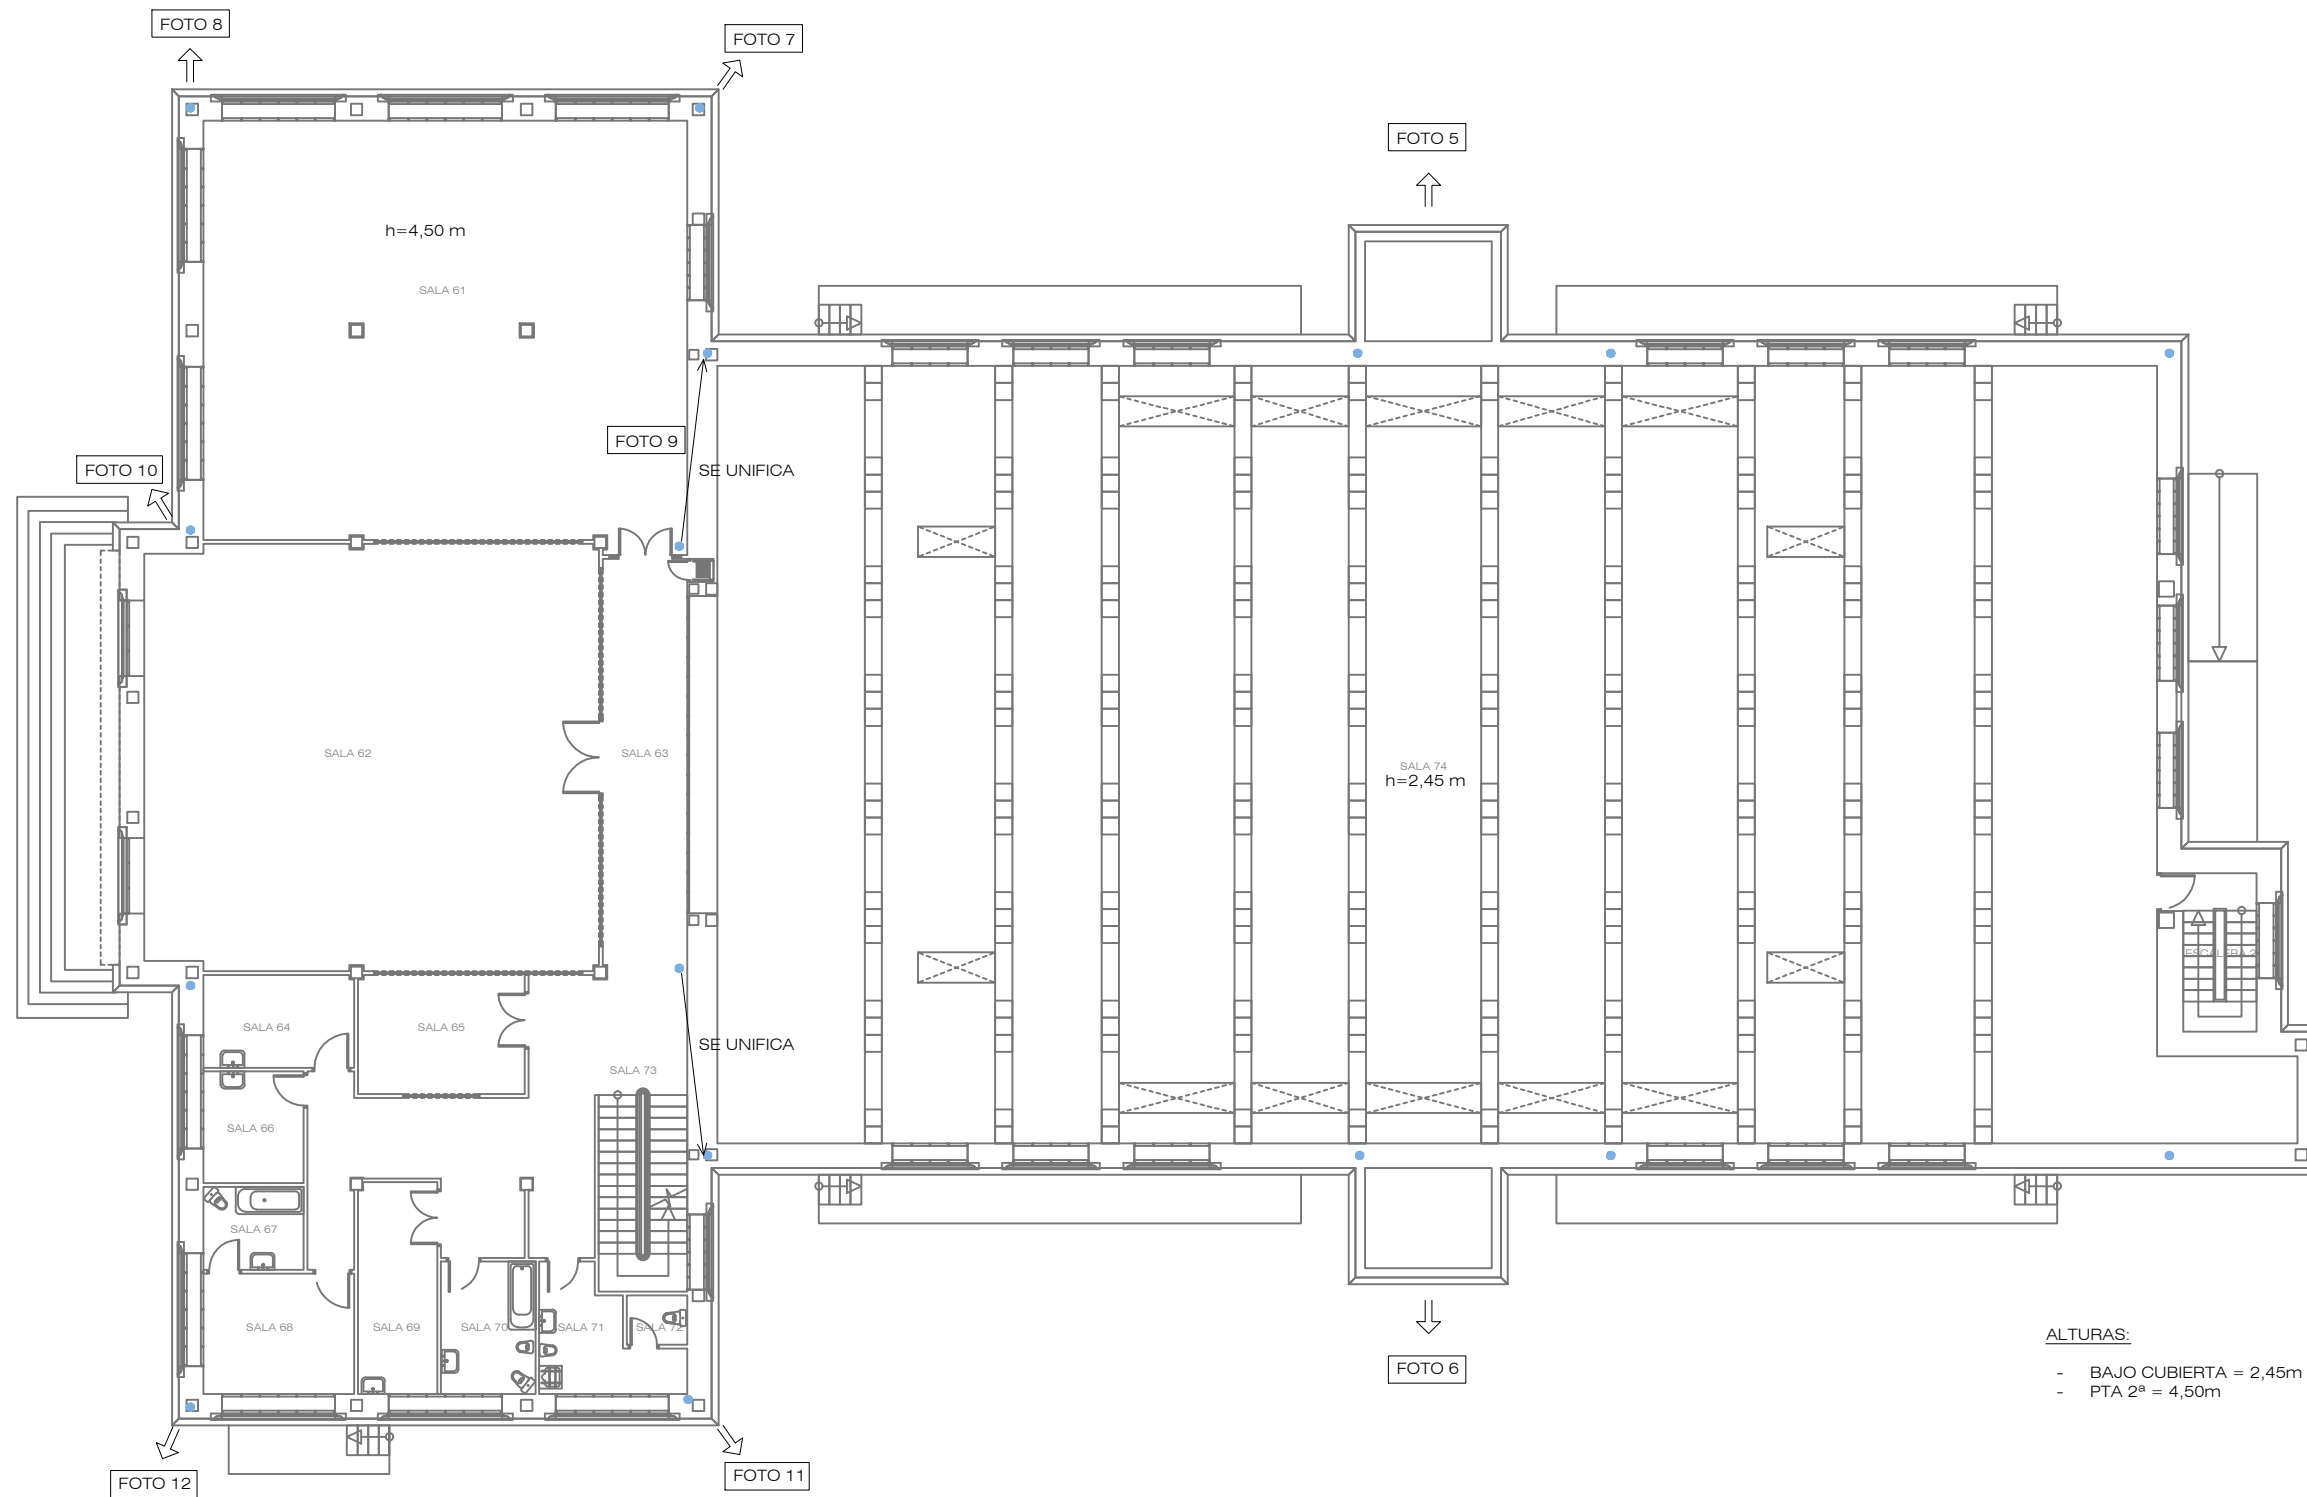 FOTO 8
FOTO 7
FOTO 5
h=4,50 m
SALA 61
FOTO 9
FOTO 10
SE UNIFICA
SALA 62
SALA 63
SALA 74
h=2,45 m
ESCALERA 2
SALA 64
SALA 65
SE UNIFICA
SALA 73
SALA 66
SALA 67
SALA 68
SALA 69
SALA 70
SALA 71
SALA 72
ALTURAS:
- BAJO CUBIERTA = 2,45m
- PTA 2ª = 4,50m
FOTO 6
FOTO 12
FOTO 11